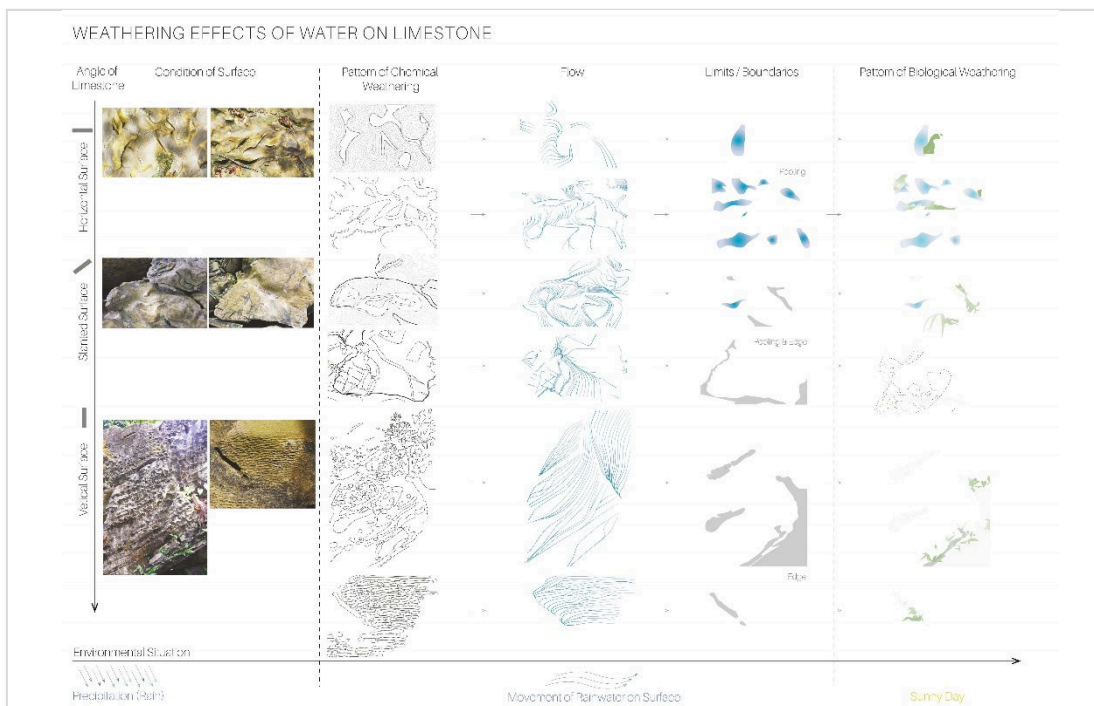 WEATHERING EFFECTS OF WATER ON LIMESTONE
Angle of
Limestone
Condition of Surface
Pattern of Chemical
Weathering
Flow
Limits / Boundaries
Pattern of Biological Weathering
Horizontal Surface
Pooling
Slanted Surface
Pooling & Edge
Vetical Surface
Edge
Environmental Situation
Precipitation (Rain)
Movement of Rainwater on Surface
Sunny Day